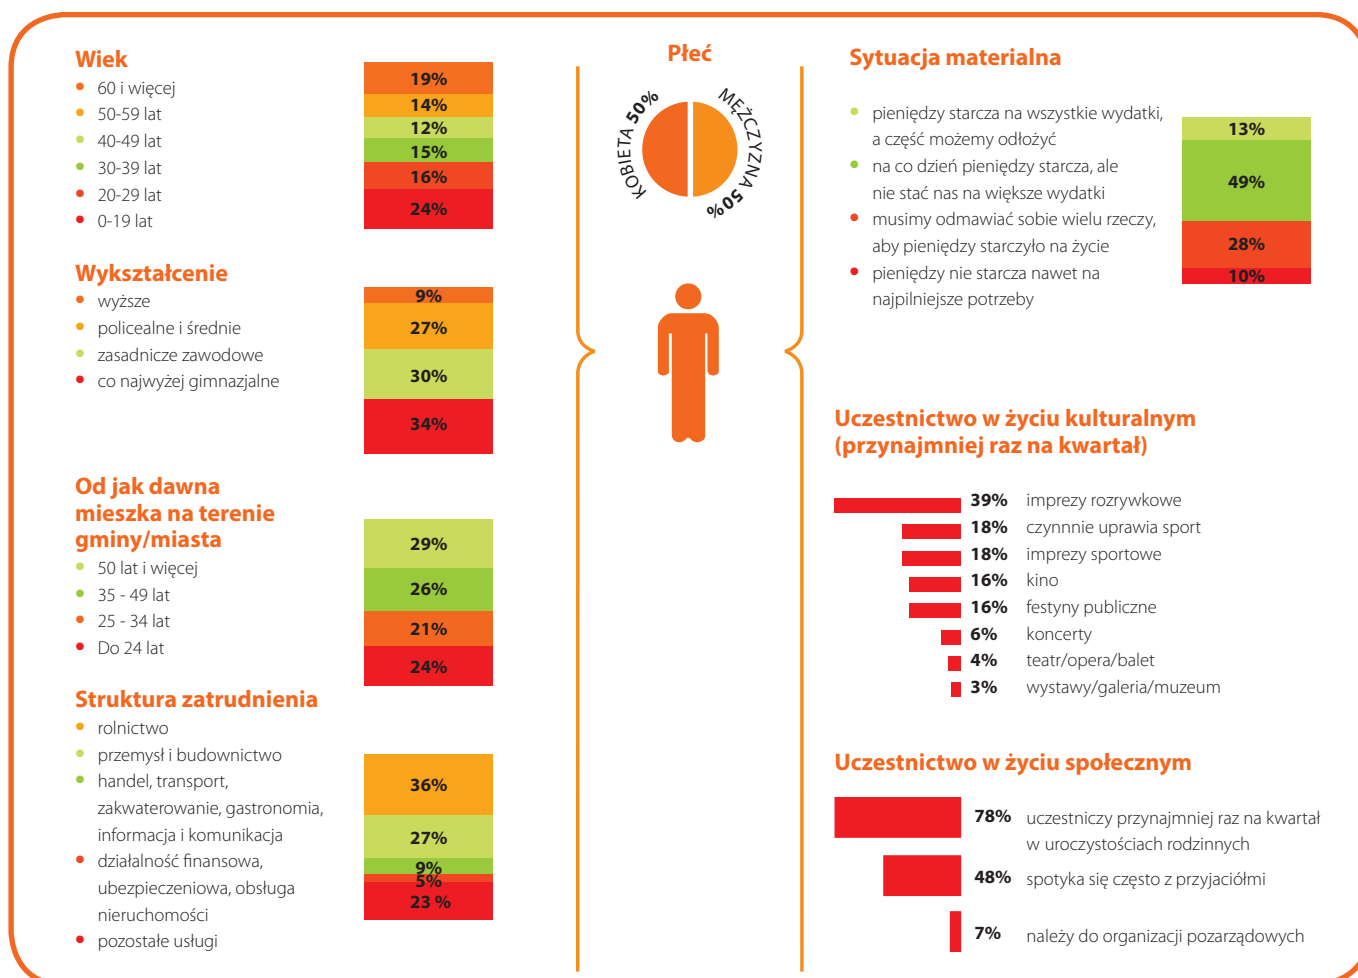 Wiek
60 i więcej
50-59 lat
40-49 lat
30-39 lat
20-29 lat
0-19 lat
19%
14%
12%
15%
16%
24%
Wykształcenie
wyższe
policealne i średnie
zasadnicze zawodowe
co najwyżej gimnazjalne
9%
27%
30%
34%
Od jak dawna
mieszka na terenie
gminy/miasta
50 lat i więcej
35 - 49 lat
25 - 34 lat
Do 24 lat
29%
26%
21%
24%
Struktura zatrudnienia
rolnictwo
przemysł i budownictwo
handel, transport,
zakwaterowanie, gastronomia,
informacja i komunikacja
działalność finansowa,
ubezpieczeniowa, obsługa
nieruchomości
pozostałe usługi
36%
27%
9%
5%
23 %
Płeć
KOBIETA 50%
MĘŻCZYZNA 50%
Sytuacja materialna
pieniędzy starcza na wszystkie wydatki,
a część możemy odłożyć
na co dzień pieniędzy starcza, ale
nie stać nas na większe wydatki
musimy odmawiać sobie wielu rzeczy,
aby pieniędzy starczyło na życie
pieniędzy nie starcza nawet na
najpilniejsze potrzeby
13%
49%
28%
10%
Uczestnictwo w życiu kulturalnym
(przynajmniej raz na kwartał)
39% imprezy rozrywkowe
18% czynnnie uprawia sport
18% imprezy sportowe
16% kino
16% festyny publiczne
6% koncerty
4% teatr/opera/balet
3% wystawy/galeria/muzeum
Uczestnictwo w życiu społecznym
78% uczestniczy przynajmniej raz na kwartał
w uroczystościach rodzinnych
48% spotyka się często z przyjaciółmi
7% należy do organizacji pozarządowych